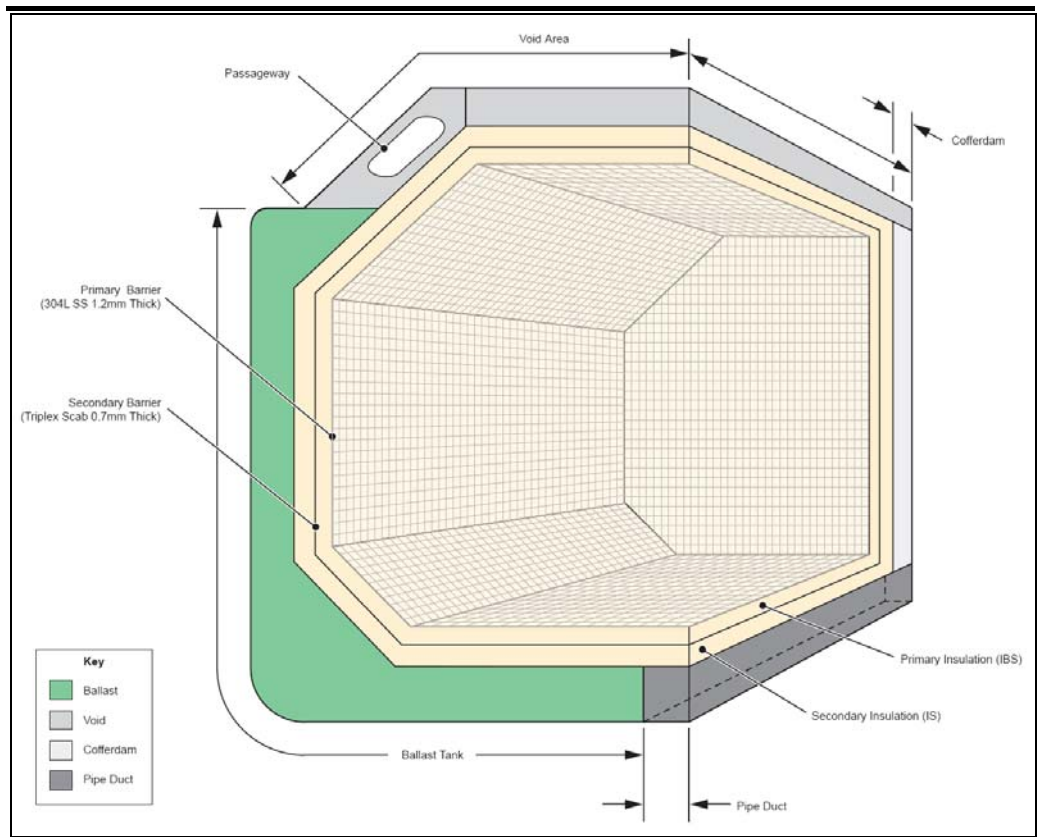 Void Area
Passageway
Cofferdam
Primary Barrier
(304L SS 1.2mm Thick)
Secondary Barrier
(Triplex Scab 0.7mm Thick)
Primary Insulation (IBS)
Secondary Insulation (IS)
Key
Ballast
Void
Cofferdam
Pipe Duct
Ballast Tank
Pipe Duct